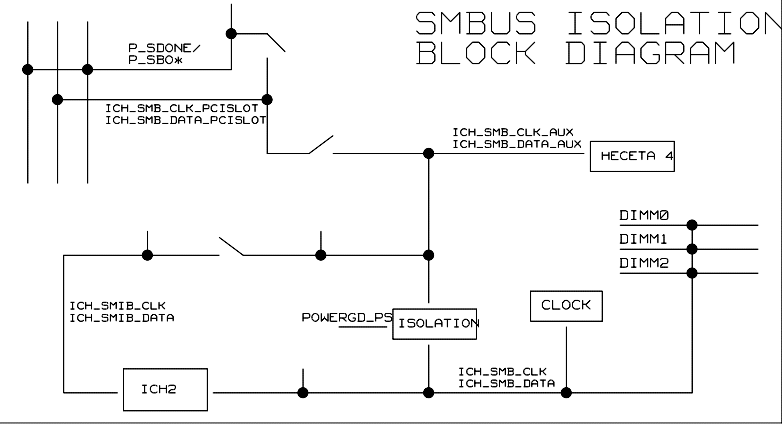 SMBUS ISOLATION
BLOCK DIAGRAM
P_SDONE/
P_SBO*
ICH_SMB_CLK_PCISLOT
ICH_SMB_DATA_PCISLOT
ICH_SMB_CLK_AUX
ICH_SMB_DATA_AUX
HECETA 4
DIMM0
DIMM1
DIMM2
ICH_SMIB_CLK
ICH_SMIB_DATA
POWERGD_PS
ISOLATION
CLOCK
ICH2
ICH_SMB_CLK
ICH_SMB_DATA